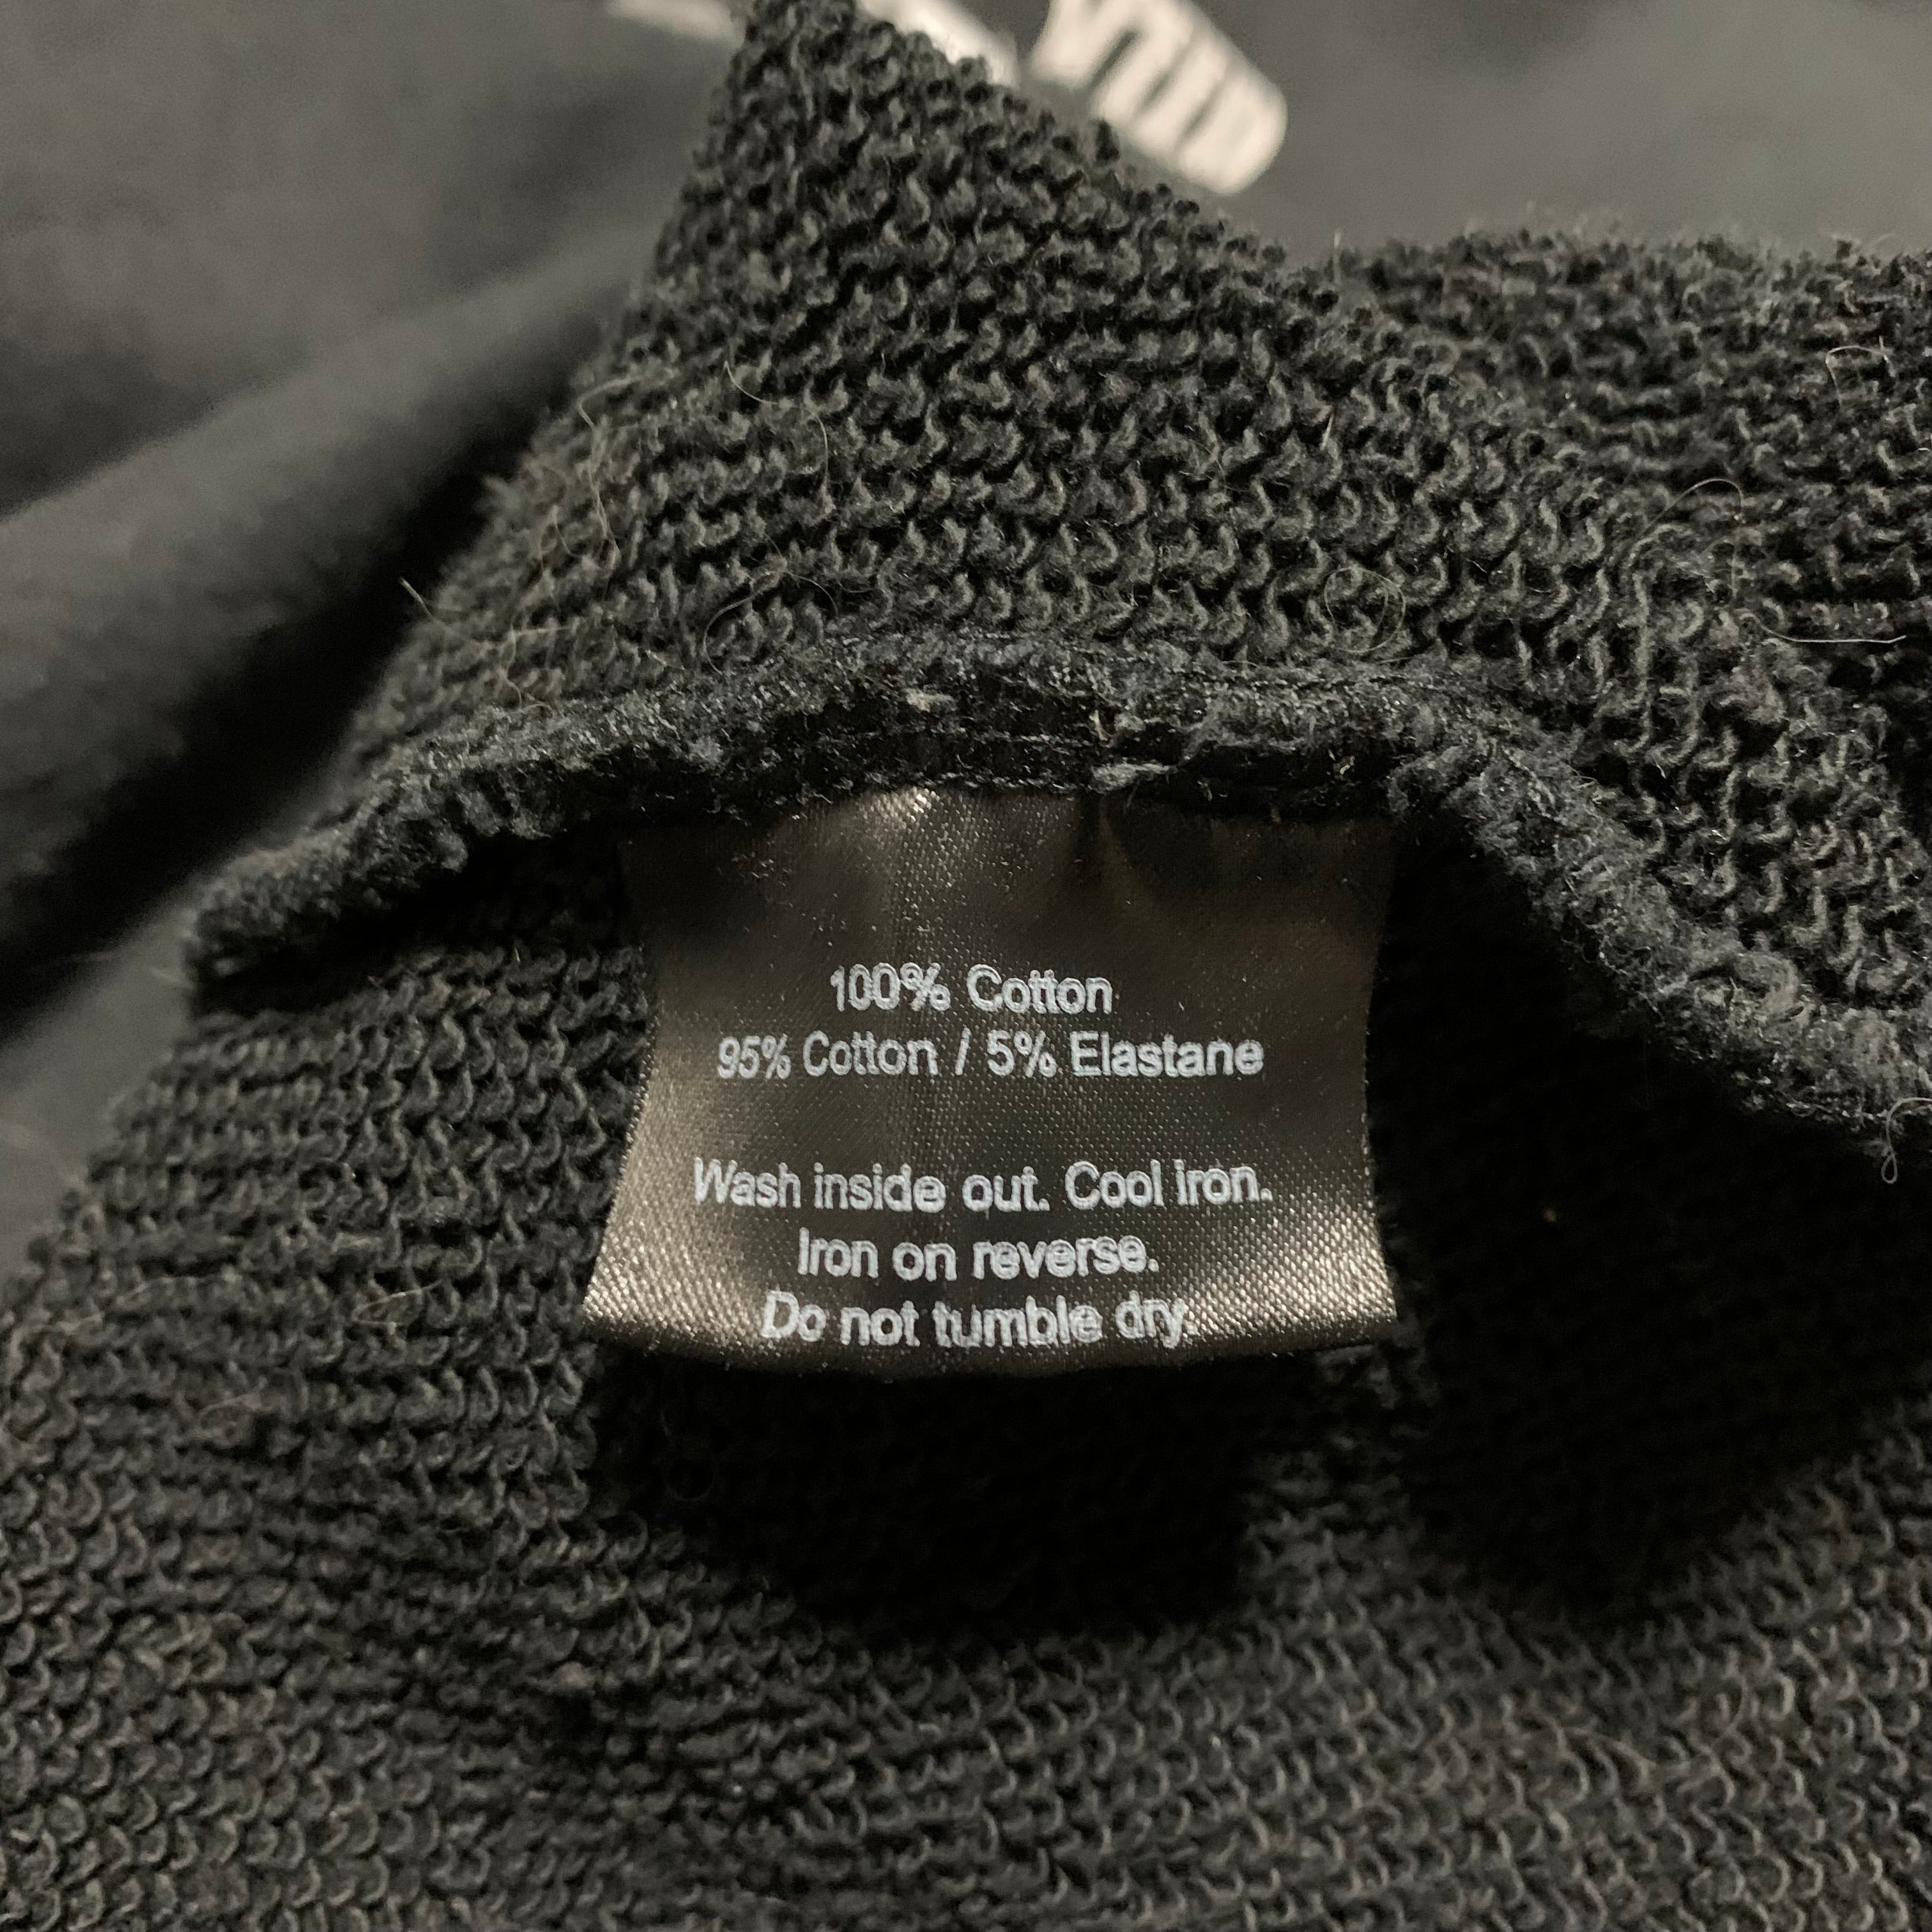 100% Cotton
95% Cotton / 5% Elastane
Wash inside out. Cool iron.
Iron on reverse.
Do not tumble dry.